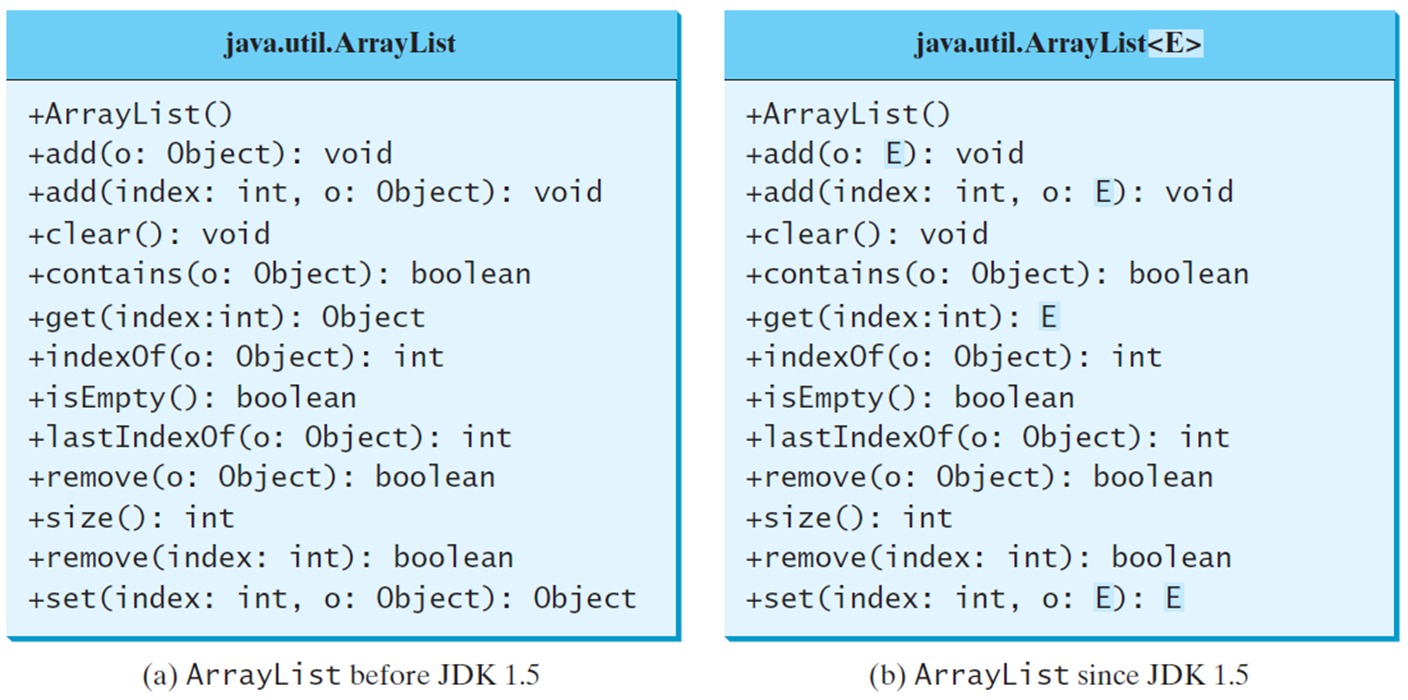 java.util.ArrayList
+ArrayList()
+add(o: Object): void
+add(index: int, o: Object): void
+clear(): void
+contains(o: Object): boolean
+get(index:int): Object
+indexOf(o: Object): int
+isEmpty(): boolean
+lastIndexOf(o: Object): int
+remove(o: Object): boolean
+size(): int
+remove(index: int): boolean
+set(index: int, o: Object): Object
(a) ArrayList before JDK 1.5
java.util.ArrayList<E>
+ArrayList()
+add(o: E): void
+add(index: int, o: E): void
+clear(): void
+contains(o: Object): boolean
+get(index:int): E
+indexOf(o: Object): int
+isEmpty(): boolean
+lastIndexOf(o: Object): int
+remove(o: Object): boolean
+size(): int
+remove(index: int): boolean
+set(index: int, o: E): E
(b) ArrayList since JDK 1.5